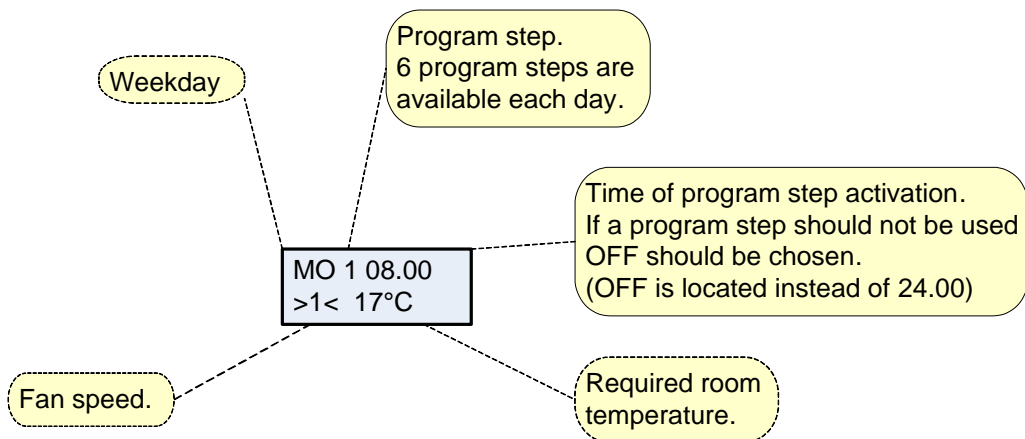 Program step.
6 program steps are
available each day.
Weekday
Time of program step activation.
If a program step should not be used
OFF should be chosen.
(OFF is located instead of 24.00)
MO 1 08.00
>1< 17°C
Fan speed.
Required room
temperature.